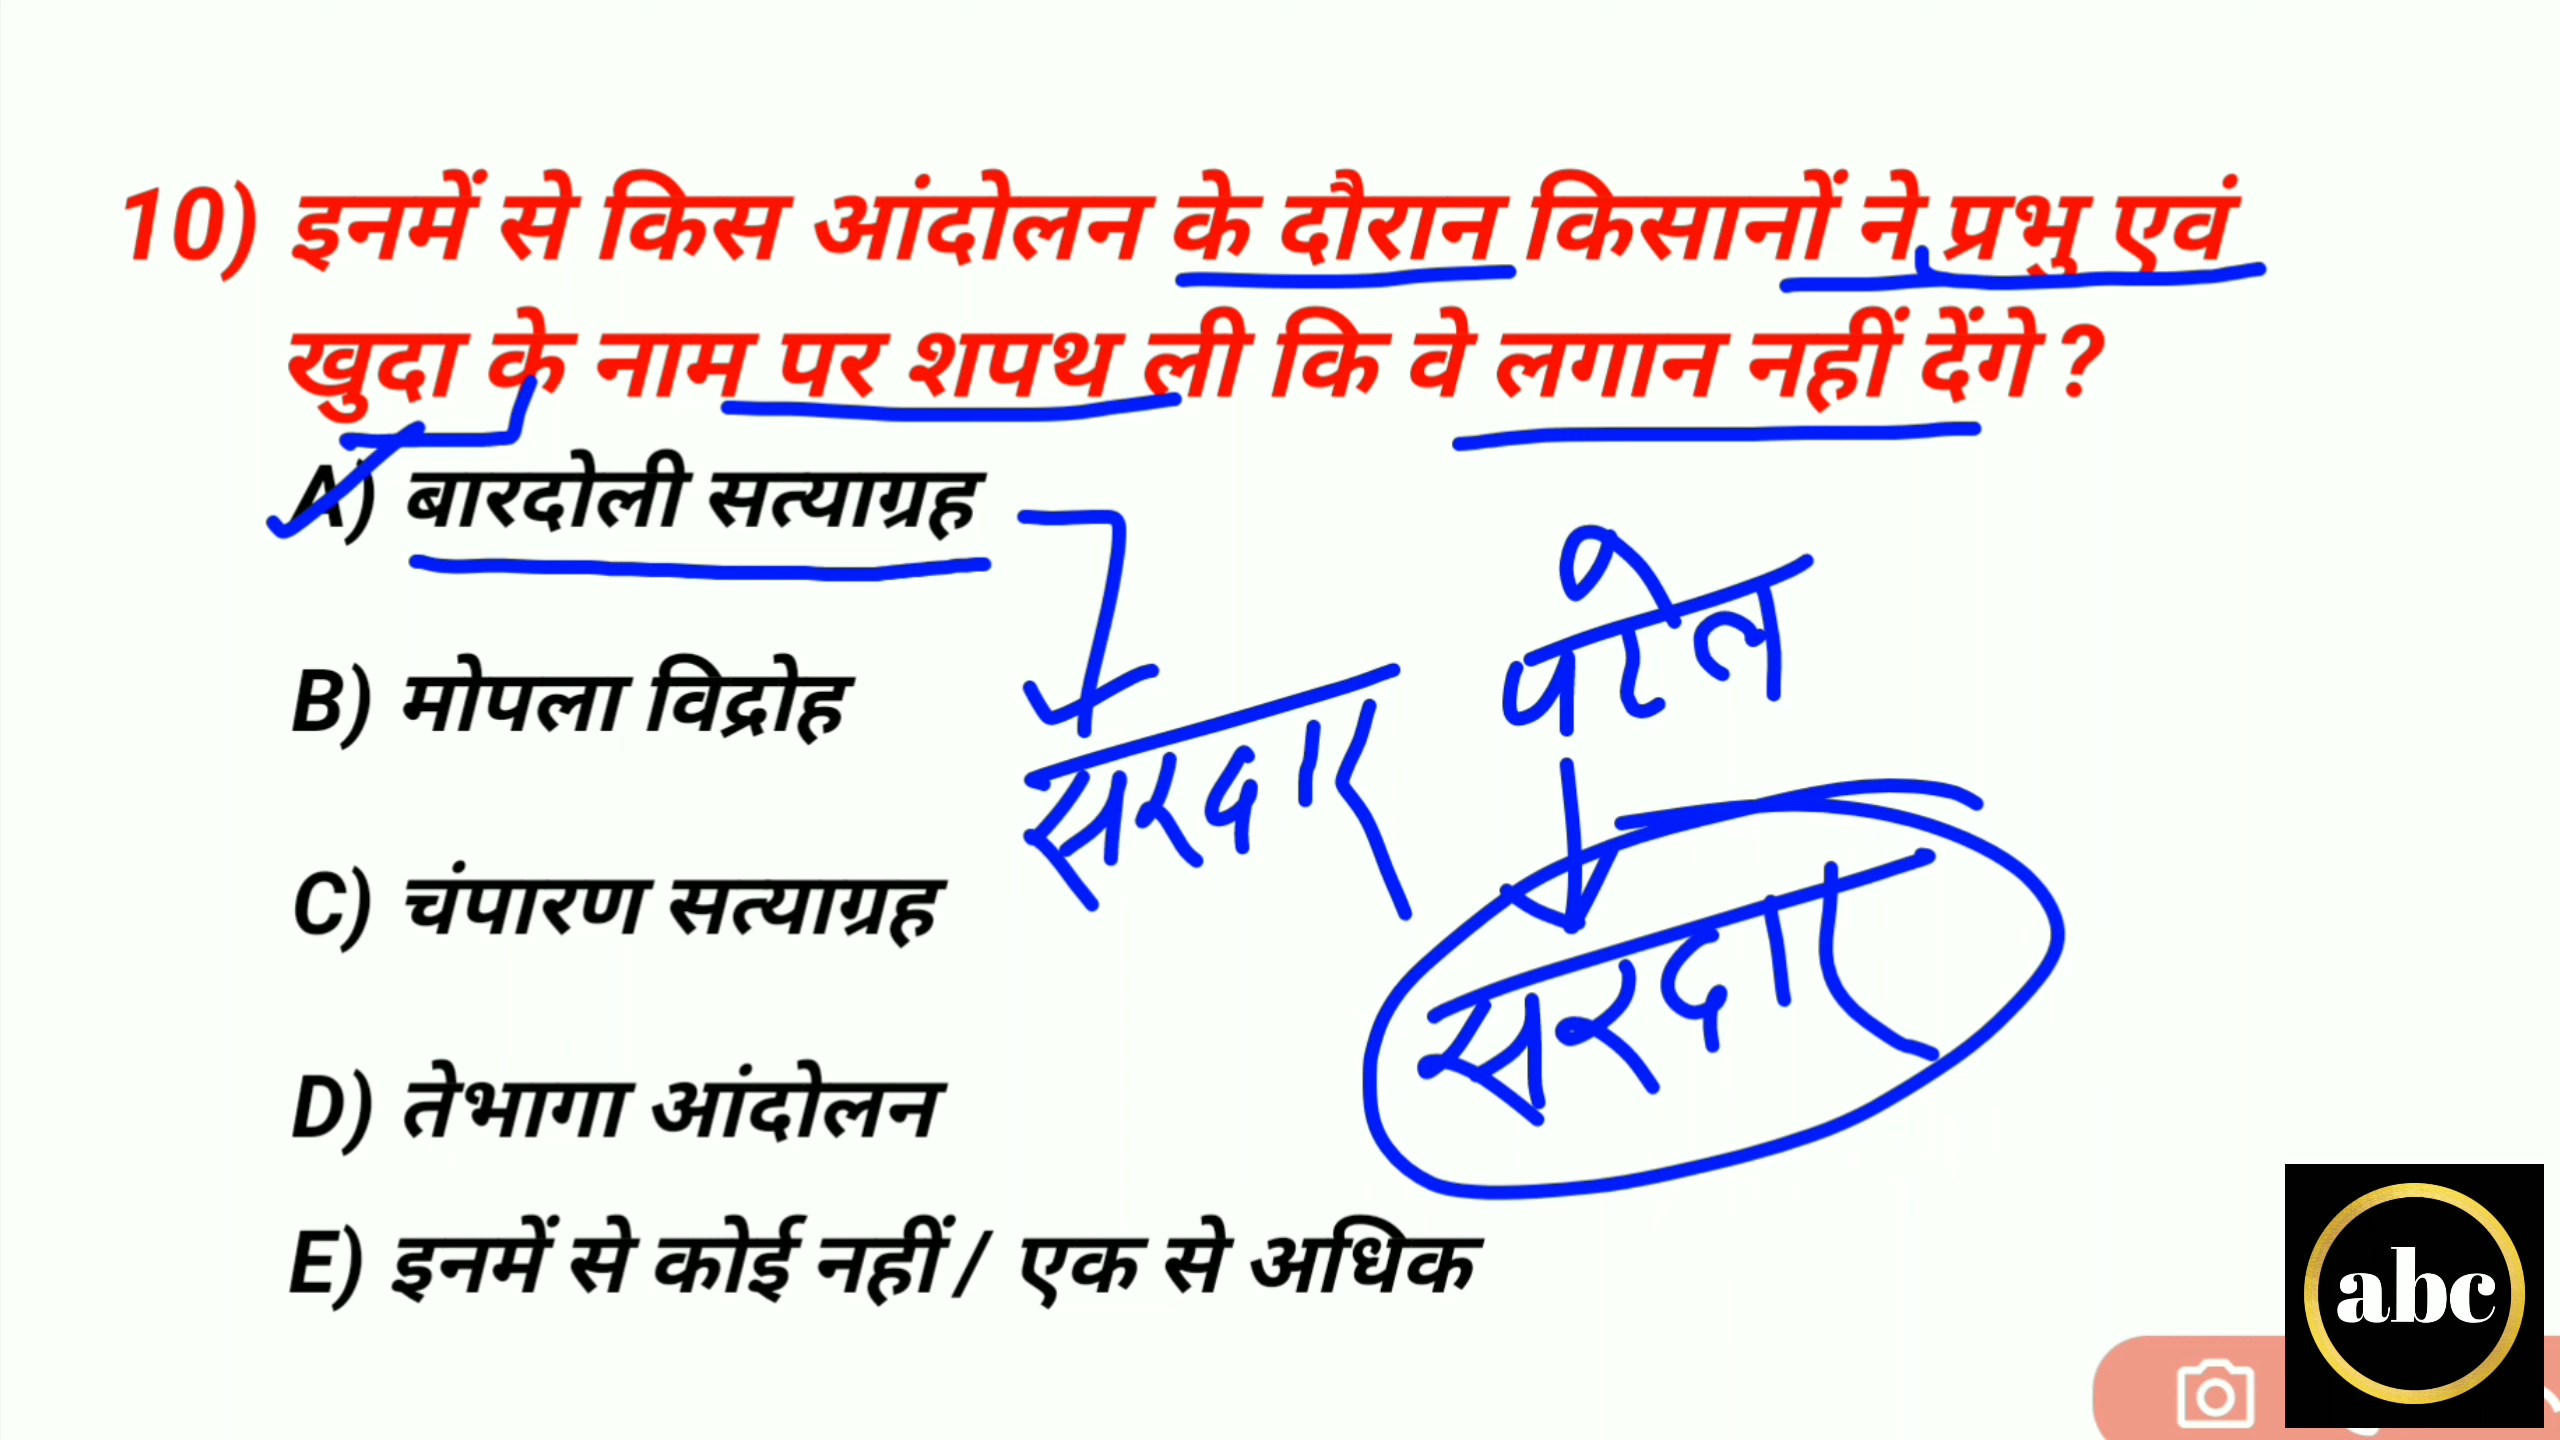 10) इनमें से किस आंदोलन के दौरान किसानों ने प्रभु एवं
खुदा के नाम पर शपथ ली कि वे लगान नहीं देंगे ?
A) बारदोली सत्याग्रह
B) मोपला विद्रोह
सरदार पटेल
C) चंपारण सत्याग्रह
सरदार
D) तेभागा आंदोलन
E) इनमें से कोई नहीं / एक से अधिक
abc